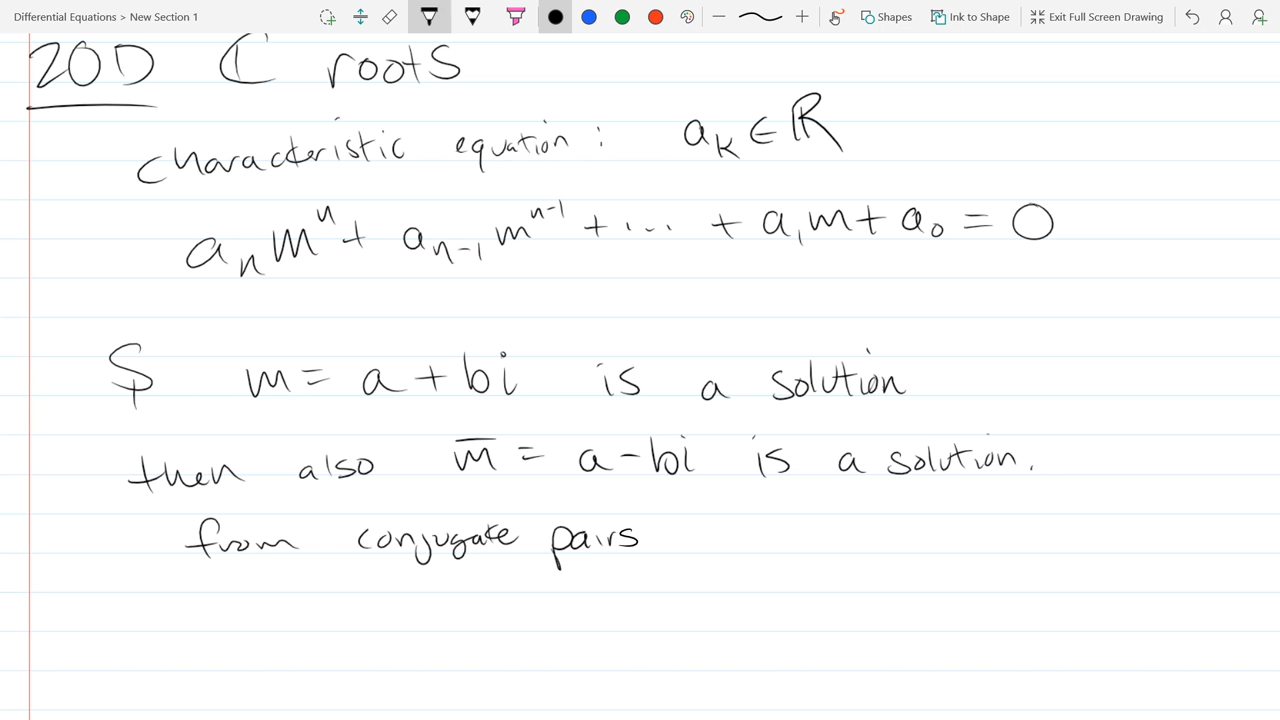 Differential Equations > New Section 1
Shapes Ink to Shape Exit Full Screen Drawing
20D ℂ roots
characteristic equation: aₖ ∈ ℝ
aₙmⁿ + aₙ₋₁mⁿ⁻¹ + ... + a₁m + a₀ = 0
$ m = a + bi is a solution
then also m̅ = a - bi is a solution.
from conjugate pairs